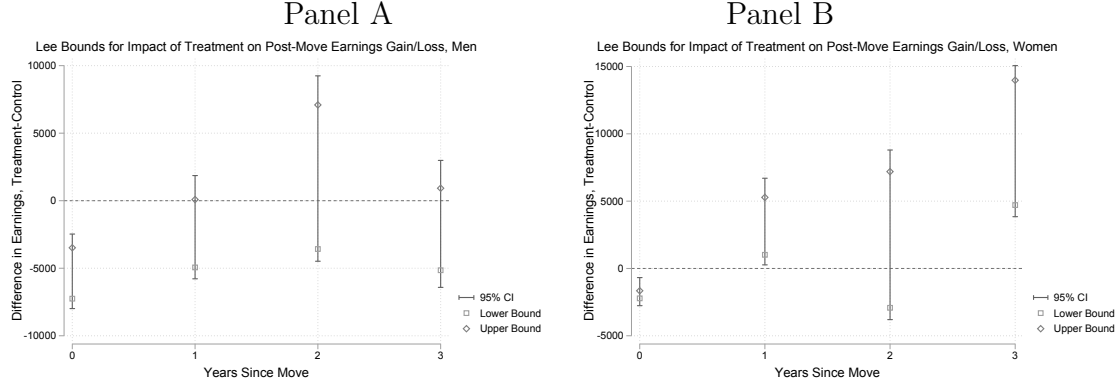 Panel A
Lee Bounds for Impact of Treatment on Post-Move Earnings Gain/Loss, Men
Difference in Earnings, Treatment-Control
10000
5000
0
-5000
-10000
0 1 2 3
Years Since Move
95% CI
Lower Bound
Upper Bound
Panel B
Lee Bounds for Impact of Treatment on Post-Move Earnings Gain/Loss, Women
Difference in Earnings, Treatment-Control
15000
10000
5000
0
-5000
0 1 2 3
Years Since Move
95% CI
Lower Bound
Upper Bound